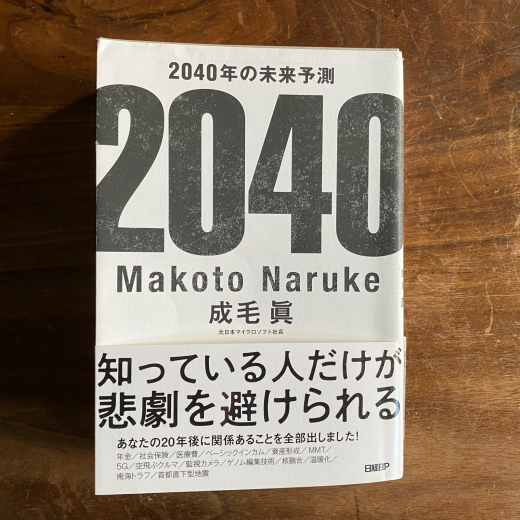 2040年の未来予測
2040
Makoto Naruke
成毛 眞
元日本マイクロソフト社長
知っている人だけが
悲劇を避けられる
あなたの20年後に関係あることを全部出しました！
年金／社会保険／医療費／ベーシックインカム／資産形成／MMT／
5G／空飛ぶクルマ／監視カメラ／ゲノム編集技術／核融合／温暖化／
南海トラフ／首都直下型地震
日経BP